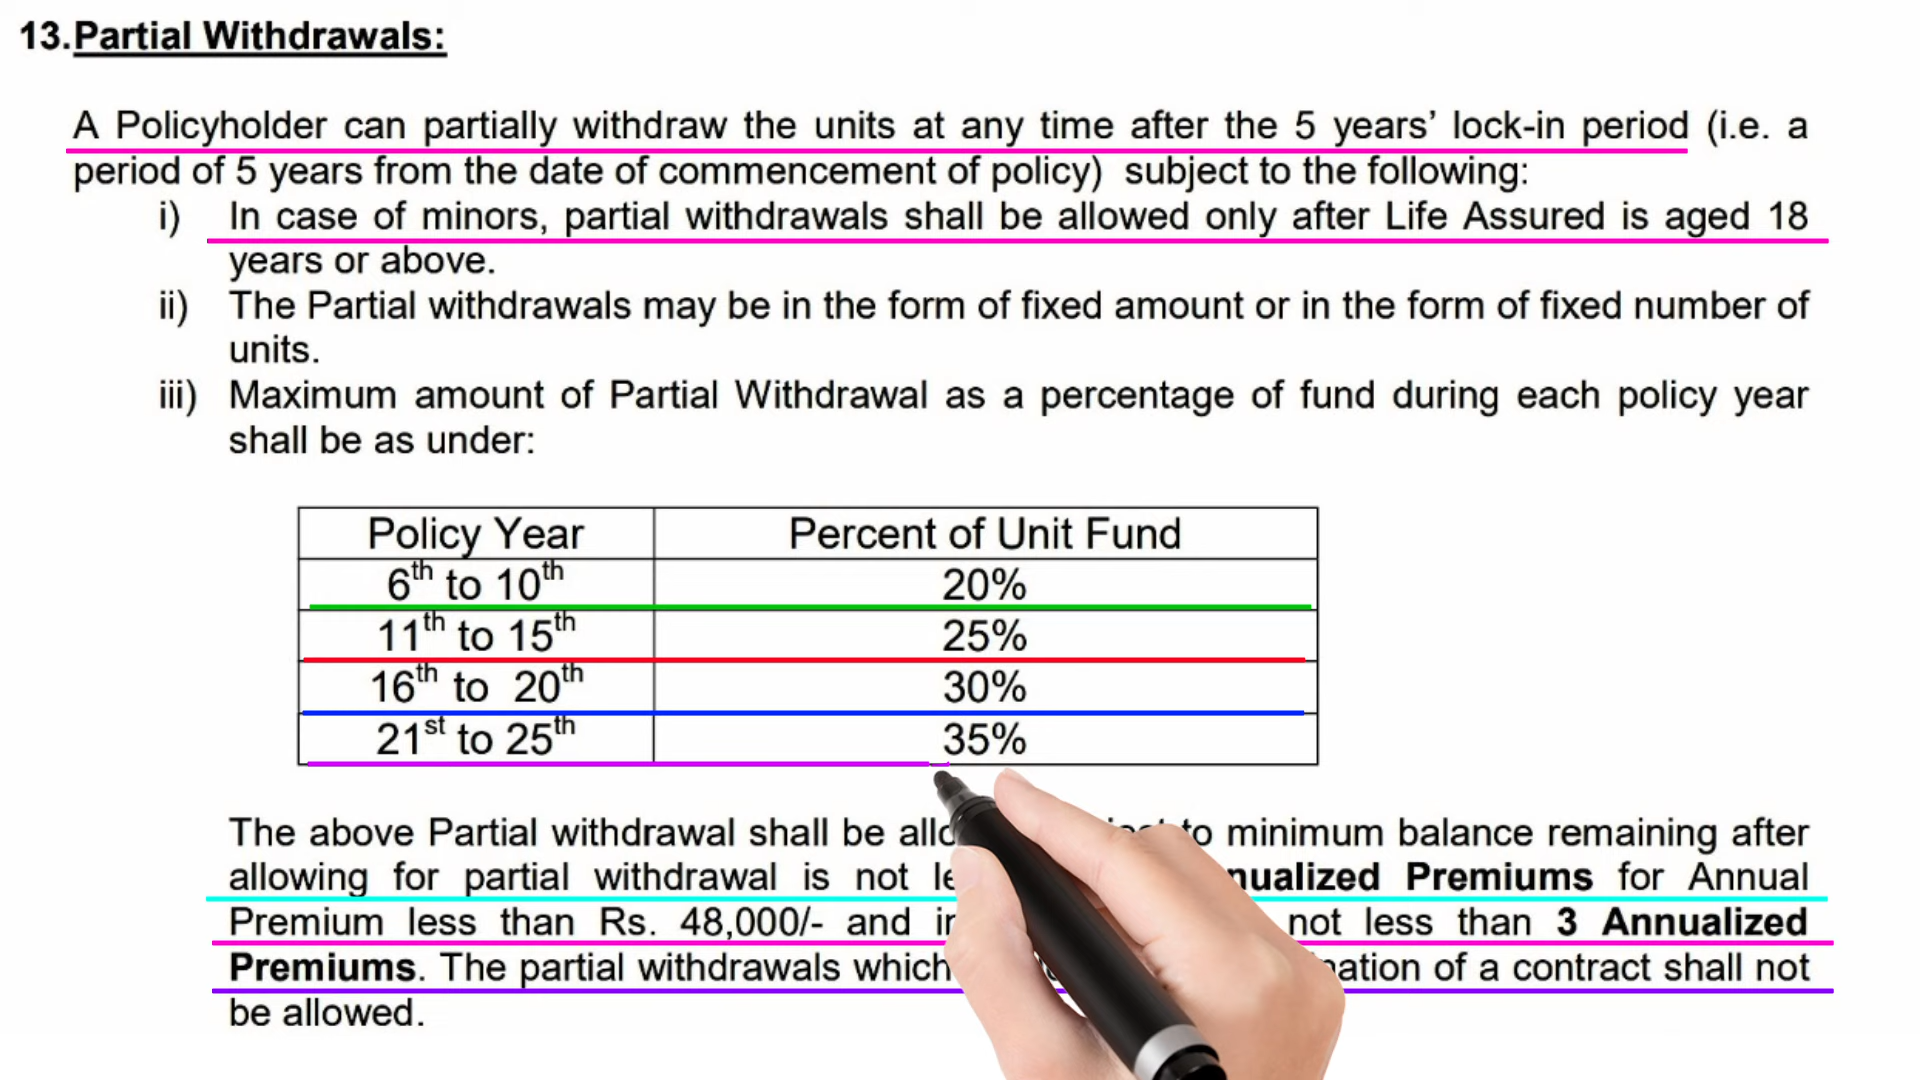 13. Partial Withdrawals:
A Policyholder can partially withdraw the units at any time after the 5 years’ lock-in period (i.e. a
period of 5 years from the date of commencement of policy) subject to the following:
i) In case of minors, partial withdrawals shall be allowed only after Life Assured is aged 18
years or above.
ii) The Partial withdrawals may be in the form of fixed amount or in the form of fixed number of
units.
iii) Maximum amount of Partial Withdrawal as a percentage of fund during each policy year
shall be as under:
Policy Year Percent of Unit Fund
6th to 10th 20%
11th to 15th 25%
16th to 20th 30%
21st to 25th 35%
The above Partial withdrawal shall be to minimum balance remaining after
allowing for partial withdrawal is not Premiums for Annual
Premium less than Rs. 48,000/- and not less than 3 Annualized
Premiums. The partial withdrawals which of a contract shall not
be allowed.